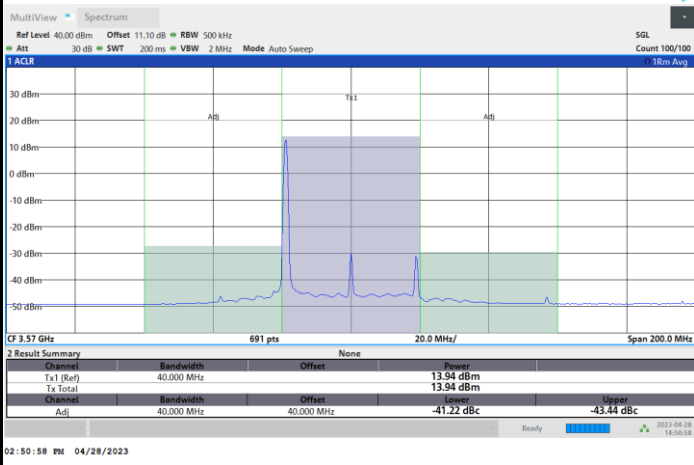 MultiView Spectrum
Ref Level 40.00 dBm Offset 11.10 dB RBW 500 kHz SGL
Att 30 dB SWT 200 ms VBW 2 MHz Mode Auto Sweep Count 100/100
1 ACLR 1Rm Avg
30 dBm
Tx1
20 dBm
Adj Adj
10 dBm
0 dBm
-10 dBm
-20 dBm
-30 dBm
-40 dBm
-50 dBm
CF 3.57 GHz 691 pts 20.0 MHz/ Span 200.0 MHz
2 Result Summary None
Channel Bandwidth Offset Power
Tx1 (Ref) 40.000 MHz 13.94 dBm
Tx Total 13.94 dBm
Channel Bandwidth Offset Lower Upper
Adj 40.000 MHz 40.000 MHz -41.22 dBc -43.44 dBc
Ready 2023-04-28
14:50:58
02:50:58 PM 04/28/2023